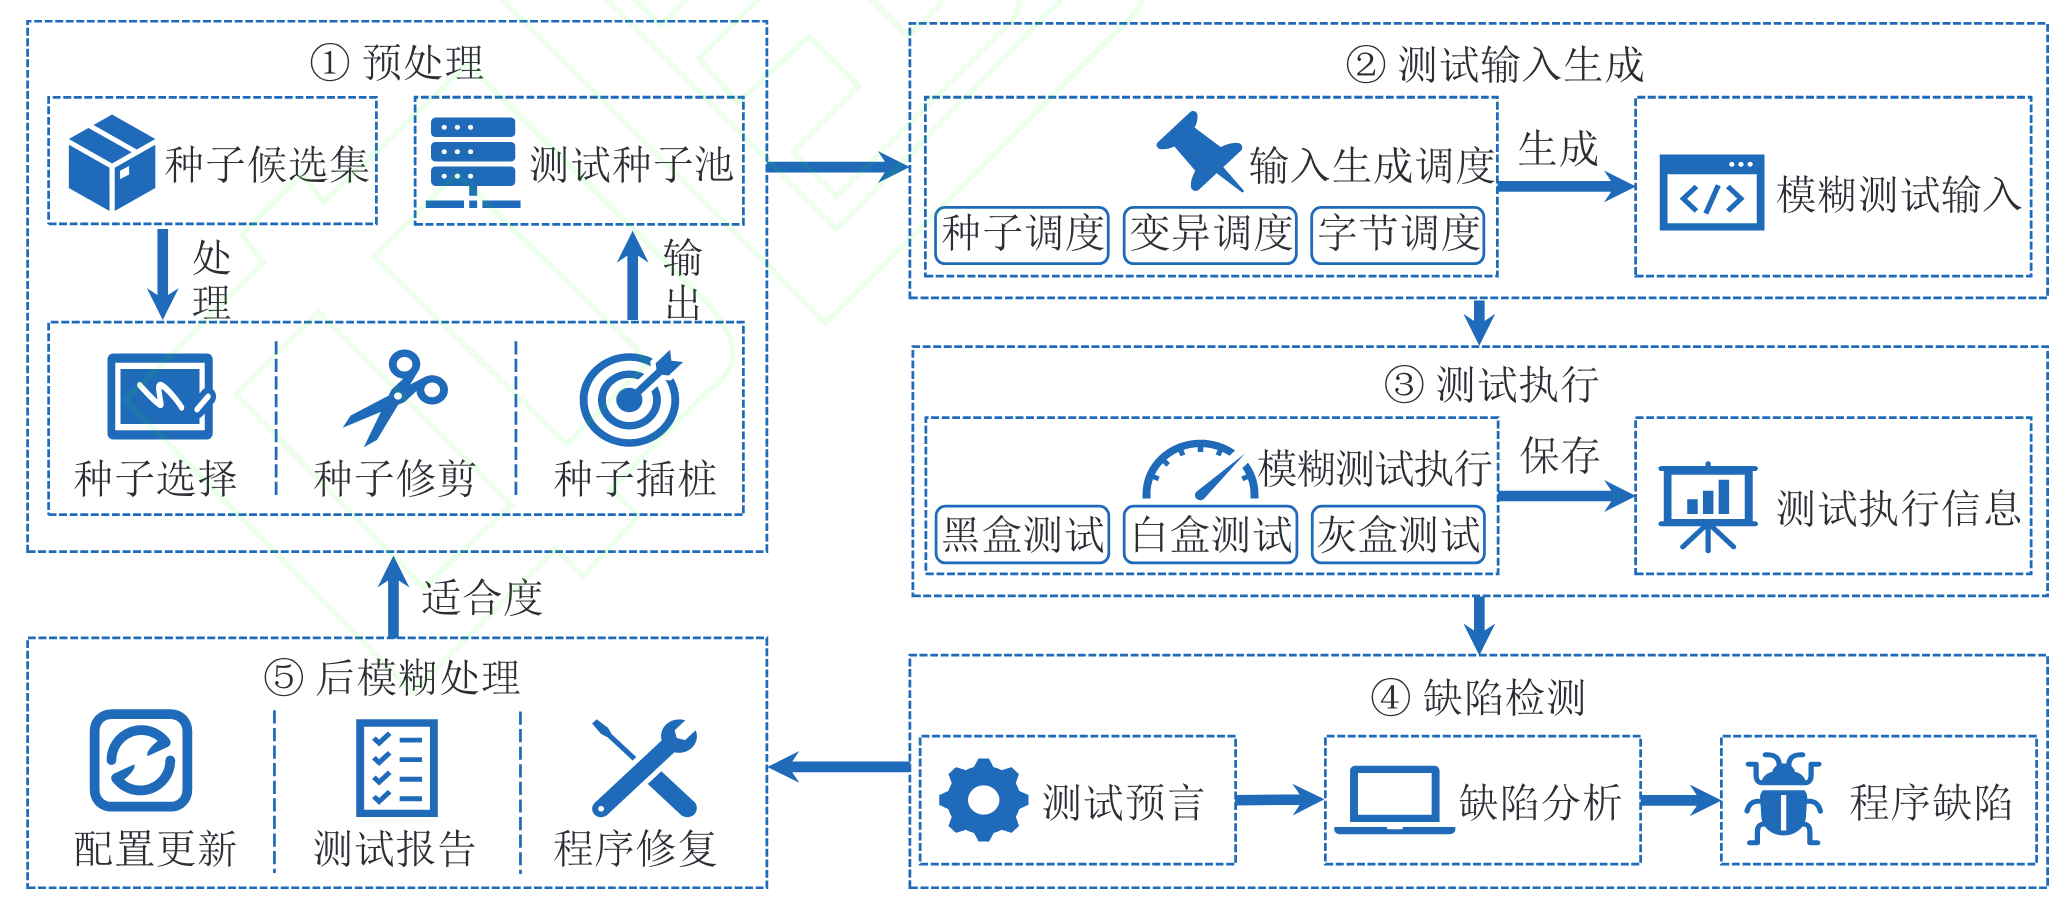 ① 预处理
种子候选集
测试种子池
处
理
输
出
种子选择
种子修剪
种子插桩
② 测试输入生成
输入生成调度
种子调度
变异调度
字节调度
生成
模糊测试输入
③ 测试执行
模糊测试执行
黑盒测试
白盒测试
灰盒测试
保存
测试执行信息
④ 缺陷检测
测试预言
缺陷分析
程序缺陷
适合度
⑤ 后模糊处理
配置更新
测试报告
程序修复